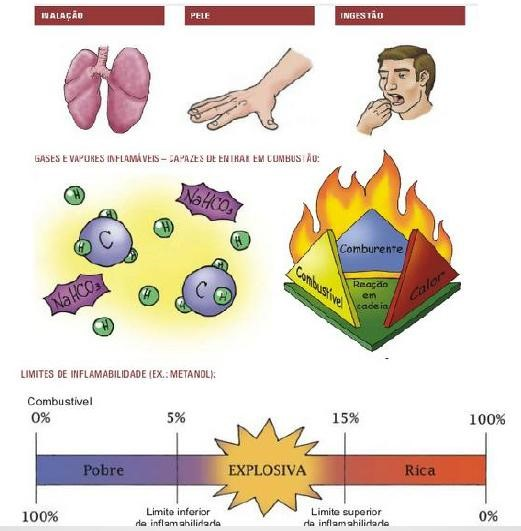 INALAÇÃO
PELE
INGESTÃO
GASES E VAPORES INFLAMÁVEIS – CAPAZES DE ENTRAR EM COMBUSTÃO:
H
NaHCO₃
H
C
H
H
H
NaHCO₃
H
C
H
H
Comburente
Combustível
Reação
em
cadeia
Calor
LIMITES DE INFLAMABILIDADE (EX.: METANOL):
Combustível
0% 5% 15% 100%
Pobre EXPLOSIVA Rica
100% Limite inferior Limite superior 0%
de inflamabilidade de inflamabilidade